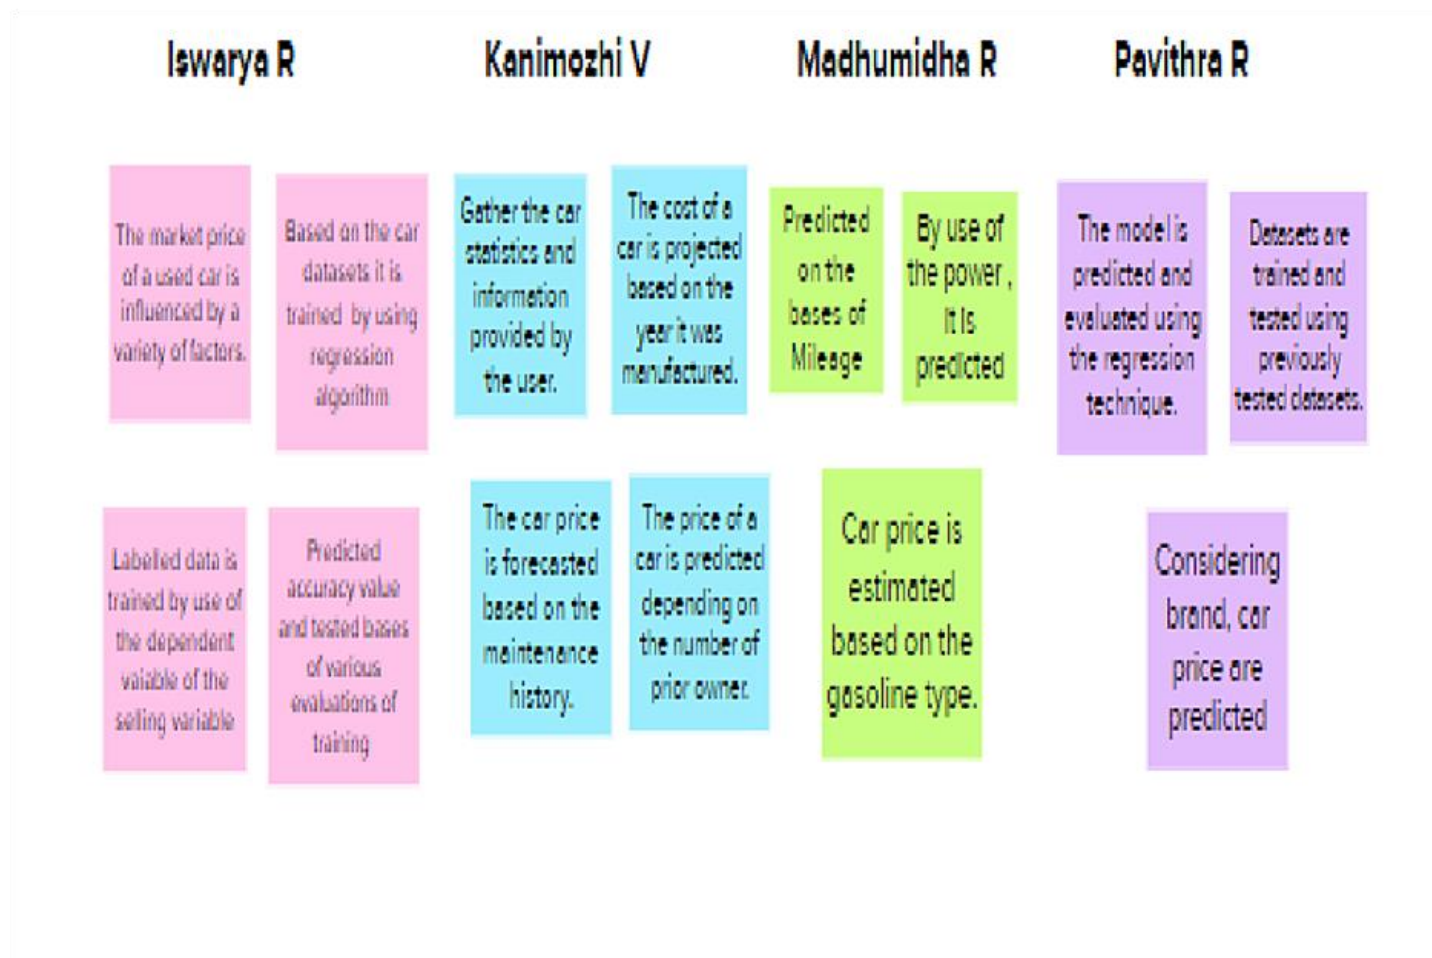 Iswarya R
Kanimozhi V
Madhumidha R
Pavithra R
The market price
of a used car is
influenced by a
variety of factors.
Based on the car
datasets it is
trained by using
regression
algorithm
Gather the car
statistics and
information
provided by
the user.
The cost of a
car is projected
based on the
year it was
manufactured.
Predicted
on the
bases of
Mileage
By use of
the power ,
It Is
predicted
The model is
predicted and
evaluated using
the regression
technique.
Datasets are
trained and
tested using
previously
tested datasets.
Labelled data is
trained by use of
the dependent
vaiable of the
selling variable
Predicted
accuracy value
and tested bases
of various
evaluations of
training
The car price
is forecasted
based on the
maintenance
history.
The price of a
car is predicted
depending on
the number of
prior owner.
Car price is
estimated
based on the
gasoline type.
Considering
brand, car
price are
predicted